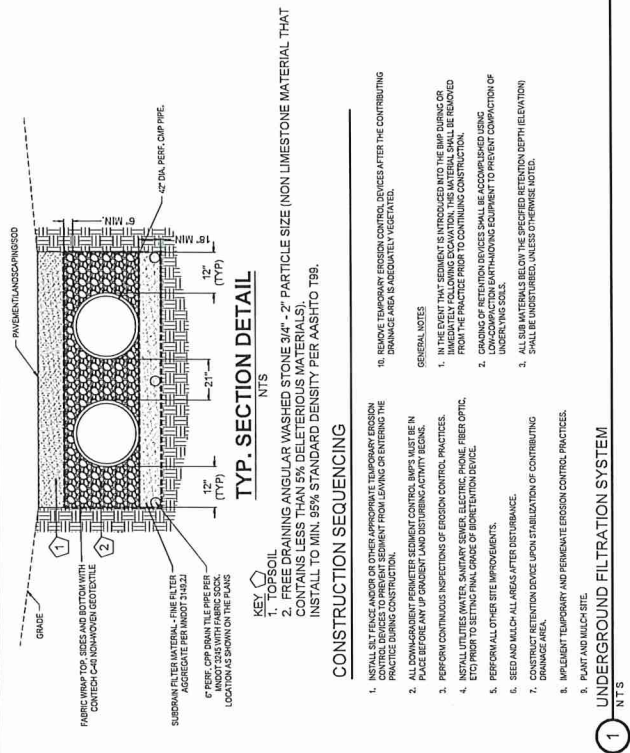 PAVEMENT/LANDSCAPING/SOD
GRADE
FABRIC WRAP TOP, SIDES AND BOTTOM WITH
CONTECH C-40 NON-WOVEN GEOTEXTILE
1
2
6" MIN.
18" MIN.
SUBDRAIN FILTER MATERIAL - FINE FILTER
AGGREGATE PER MNDOT 3149.2J
6" PERF. CPP DRAIN TILE PIPE PER
MNDOT 3245 WITH FABRIC SOCK.
LOCATION AS SHOWN ON THE PLANS
42" DIA. PERF. CMP PIPE.
12"
(TYP)
21"
12"
(TYP)
TYP. SECTION DETAIL
NTS
KEY
1. TOPSOIL
2. FREE DRAINING ANGULAR WASHED STONE 3/4" - 2" PARTICLE SIZE (NON LIMESTONE MATERIAL THAT
CONTAINS LESS THAN 5% DELETERIOUS MATERIALS).
INSTALL TO MIN. 95% STANDARD DENSITY PER AASHTO T99.
CONSTRUCTION SEQUENCING
1. INSTALL SILT FENCE AND/OR OR OTHER APPROPRIATE TEMPORARY EROSION
CONTROL DEVICES TO PREVENT SEDIMENT FROM LEAVING OR ENTERING THE
PRACTICE DURING CONSTRUCTION.
2. ALL DOWN-GRADIENT PERIMETER SEDIMENT CONTROL BMP'S MUST BE IN
PLACE BEFORE ANY UP GRADIENT LAND DISTURBING ACTIVITY BEGINS.
3. PERFORM CONTINUOUS INSPECTIONS OF EROSION CONTROL PRACTICES.
4. INSTALL UTILITIES (WATER, SANITARY SEWER, ELECTRIC, PHONE, FIBER OPTIC,
ETC) PRIOR TO SETTING FINAL GRADE OF BIORETENTION DEVICE.
5. PERFORM ALL OTHER SITE IMPROVEMENTS.
6. SEED AND MULCH ALL AREAS AFTER DISTURBANCE.
7. CONSTRUCT RETENTION DEVICE UPON STABILIZATION OF CONTRIBUTING
DRAINAGE AREA.
8. IMPLEMENT TEMPORARY AND PERMENATE EROSION CONTROL PRACTICES.
9. PLANT AND MULCH SITE.
10. REMOVE TEMPORARY EROSION CONTROL DEVICES AFTER THE CONTRIBUTING
DRAINAGE AREA IS ADEQUATELY VEGETATED.
GENERAL NOTES
1. IN THE EVENT THAT SEDIMENT IS INTRODUCED INTO THE BMP DURING OR
IMMEDIATELY FOLLOWING EXCAVATION, THIS MATERIAL SHALL BE REMOVED
FROM THE PRACTICE PRIOR TO CONTINUING CONSTRUCTION.
2. GRADING OF RETENTION DEVICES SHALL BE ACCOMPLISHED USING
LOW-COMPACTION EARTH-MOVING EQUIPMENT TO PREVENT COMPACTION OF
UNDERLYING SOILS.
3. ALL SUB MATERIALS BELOW THE SPECIFIED RETENTION DEPTH (ELEVATION)
SHALL BE UNDISTURBED, UNLESS OTHERWISE NOTED.
1 UNDERGROUND FILTRATION SYSTEM
NTS